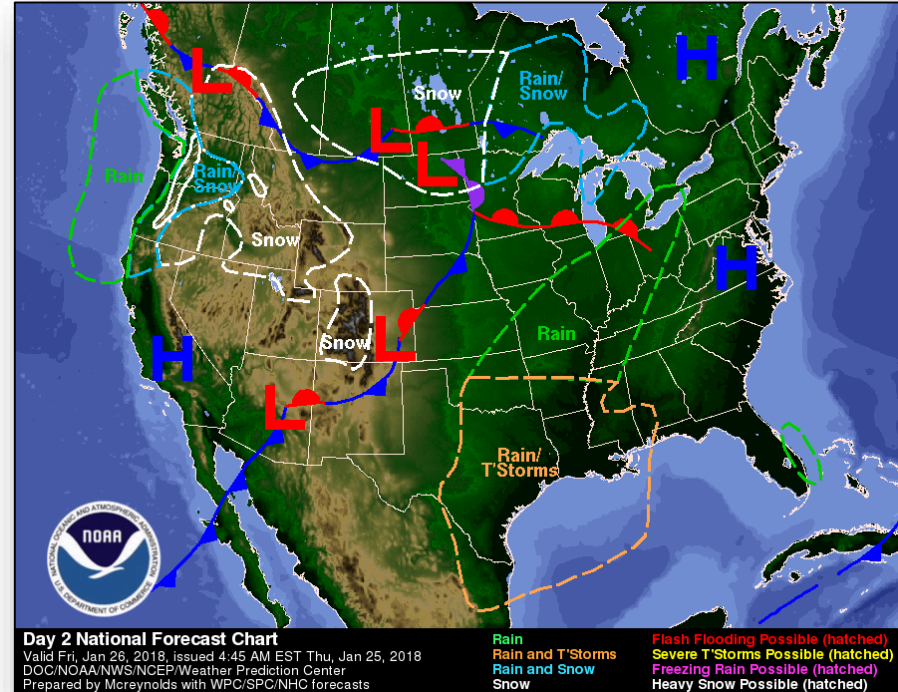 H
L
Snow
Rain/
Snow
L
Rain
L
Rain/
Snow
Snow
H
Rain
L
Snow
H
L
Rain/
T'Storms
NATIONAL OCEANIC AND ATMOSPHERIC ADMINISTRATION
NOAA
U.S. DEPARTMENT OF COMMERCE
Day 2 National Forecast Chart
Valid Fri, Jan 26, 2018, issued 4:45 AM EST Thu, Jan 25, 2018
DOC/NOAA/NWS/NCEP/Weather Prediction Center
Prepared by Mcreynolds with WPC/SPC/NHC forecasts
Rain
Rain and T'Storms
Rain and Snow
Snow
Flash Flooding Possible (hatched)
Severe T'Storms Possible (hatched)
Freezing Rain Possible (hatched)
Heavy Snow Possible (hatched)